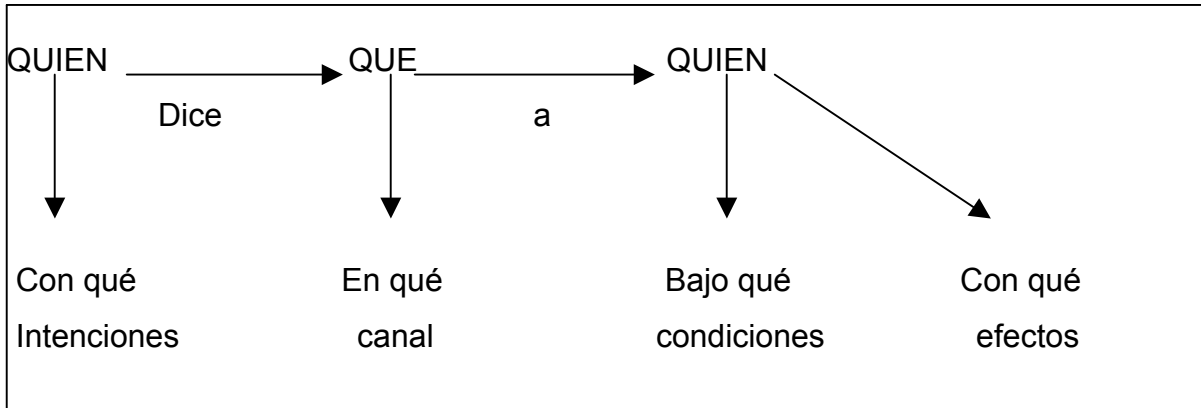 QUIEN QUE QUIEN
Dice a
Con qué En qué Bajo qué Con qué
Intenciones canal condiciones efectos